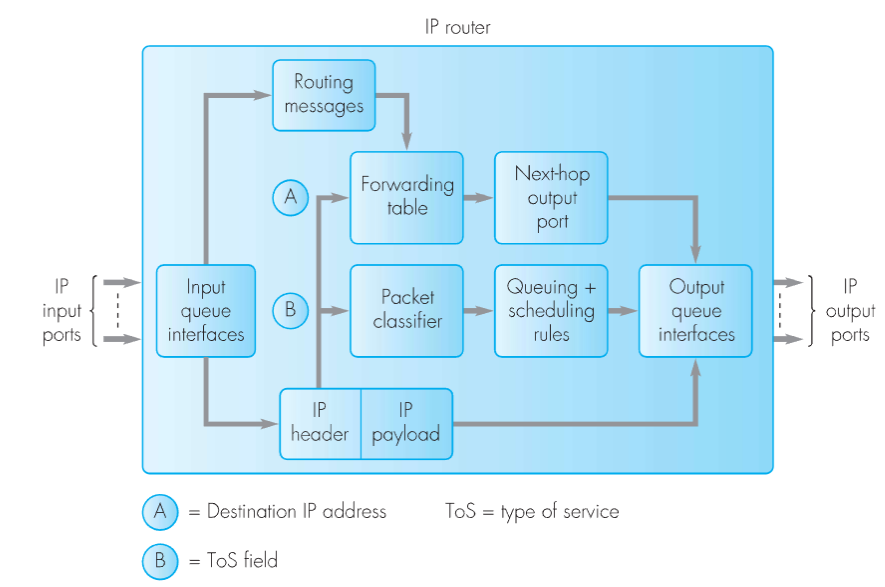 IP router
Routing
messages
A
Forwarding
table
Next-hop
output
port
IP
input
ports
Input
queue
interfaces
B
Packet
classifier
Queuing +
scheduling
rules
Output
queue
interfaces
IP
output
ports
IP
header
IP
payload
A = Destination IP address
ToS = type of service
B = ToS field